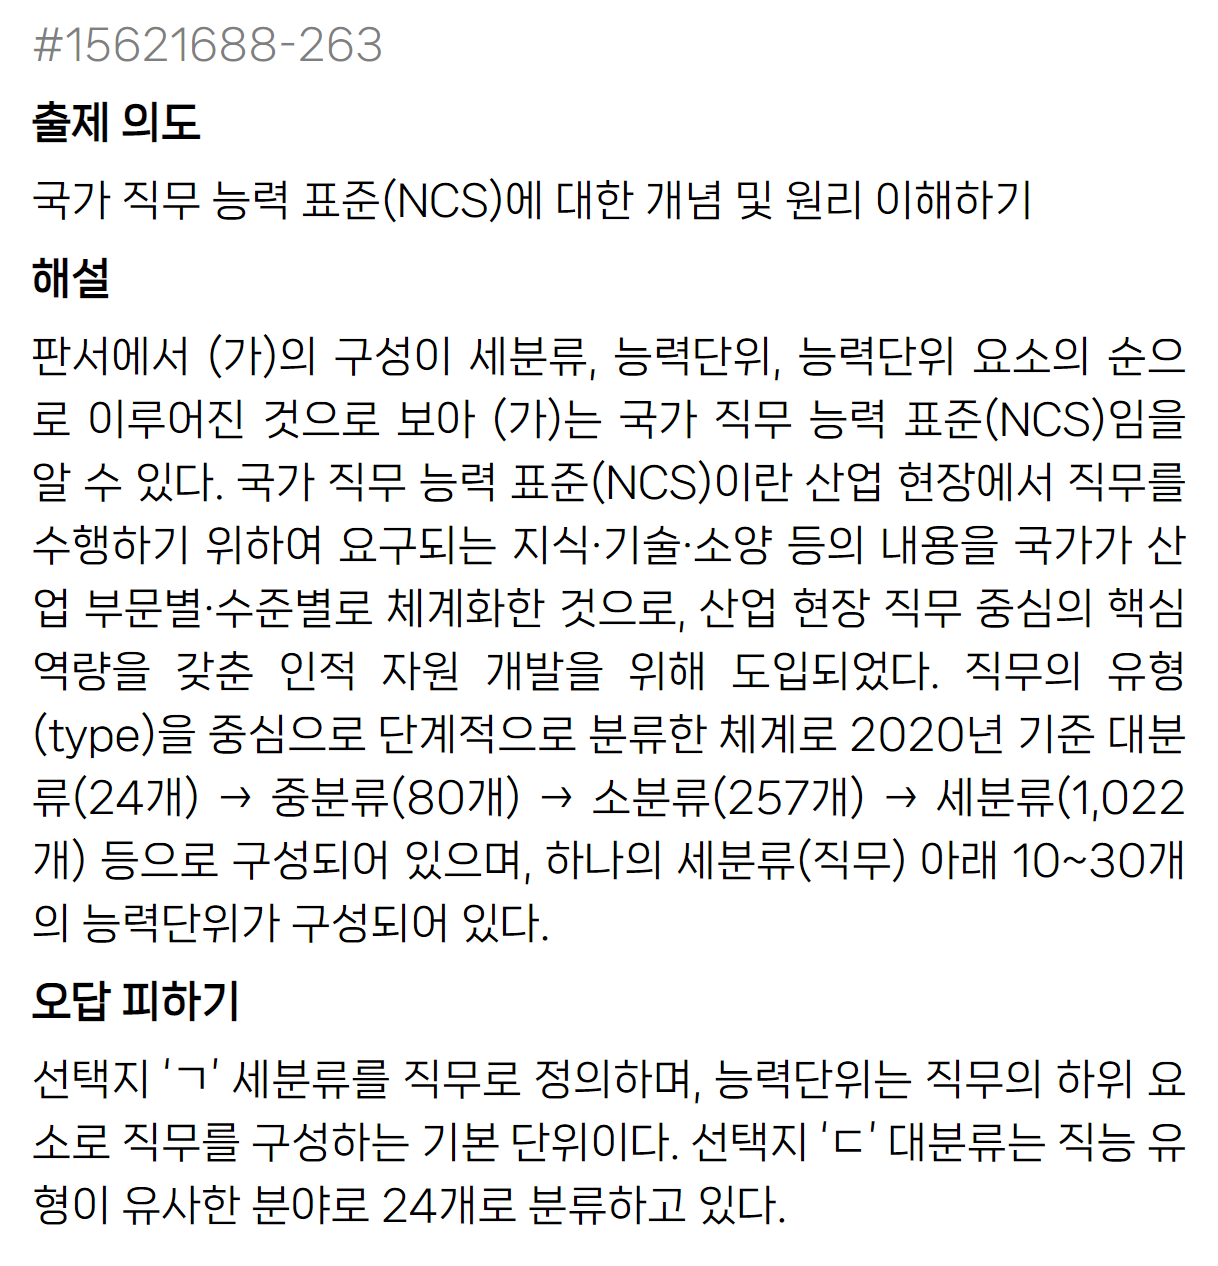 #15621688-263
출제 의도
국가 직무 능력 표준(NCS)에 대한 개념 및 원리 이해하기
해설
판서에서 (가)의 구성이 세분류, 능력단위, 능력단위 요소의 순으
로 이루어진 것으로 보아 (가)는 국가 직무 능력 표준(NCS)임을
알 수 있다. 국가 직무 능력 표준(NCS)이란 산업 현장에서 직무를
수행하기 위하여 요구되는 지식·기술·소양 등의 내용을 국가가 산
업 부문별·수준별로 체계화한 것으로, 산업 현장 직무 중심의 핵심
역량을 갖춘 인적 자원 개발을 위해 도입되었다. 직무의 유형
(type)을 중심으로 단계적으로 분류한 체계로 2020년 기준 대분
류(24개) → 중분류(80개) → 소분류(257개) → 세분류(1,022
개) 등으로 구성되어 있으며, 하나의 세분류(직무) 아래 10~30개
의 능력단위가 구성되어 있다.
오답 피하기
선택지 ‘ㄱ’ 세분류를 직무로 정의하며, 능력단위는 직무의 하위 요
소로 직무를 구성하는 기본 단위이다. 선택지 ‘ㄷ’ 대분류는 직능 유
형이 유사한 분야로 24개로 분류하고 있다.